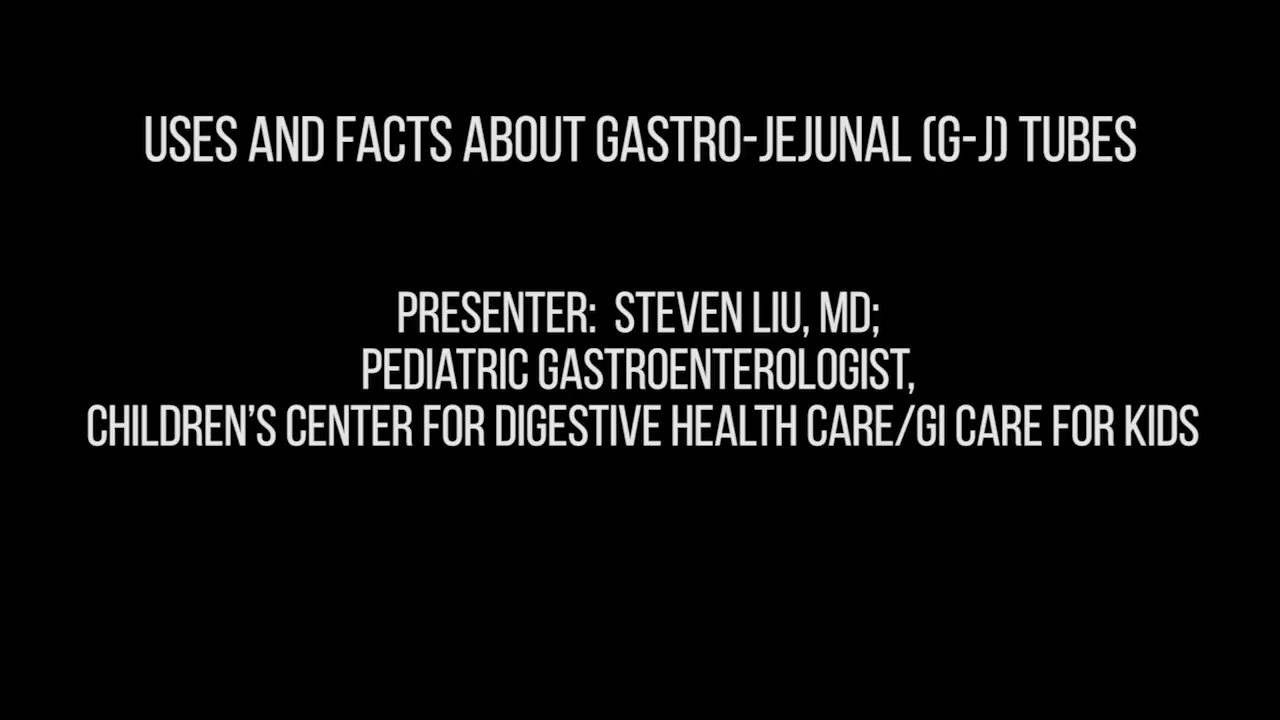 USES AND FACTS ABOUT GASTRO-JEJUNAL (G-J) TUBES
PRESENTER: STEVEN LIU, MD;
PEDIATRIC GASTROENTEROLOGIST,
CHILDREN’S CENTER FOR DIGESTIVE HEALTH CARE/GI CARE FOR KIDS